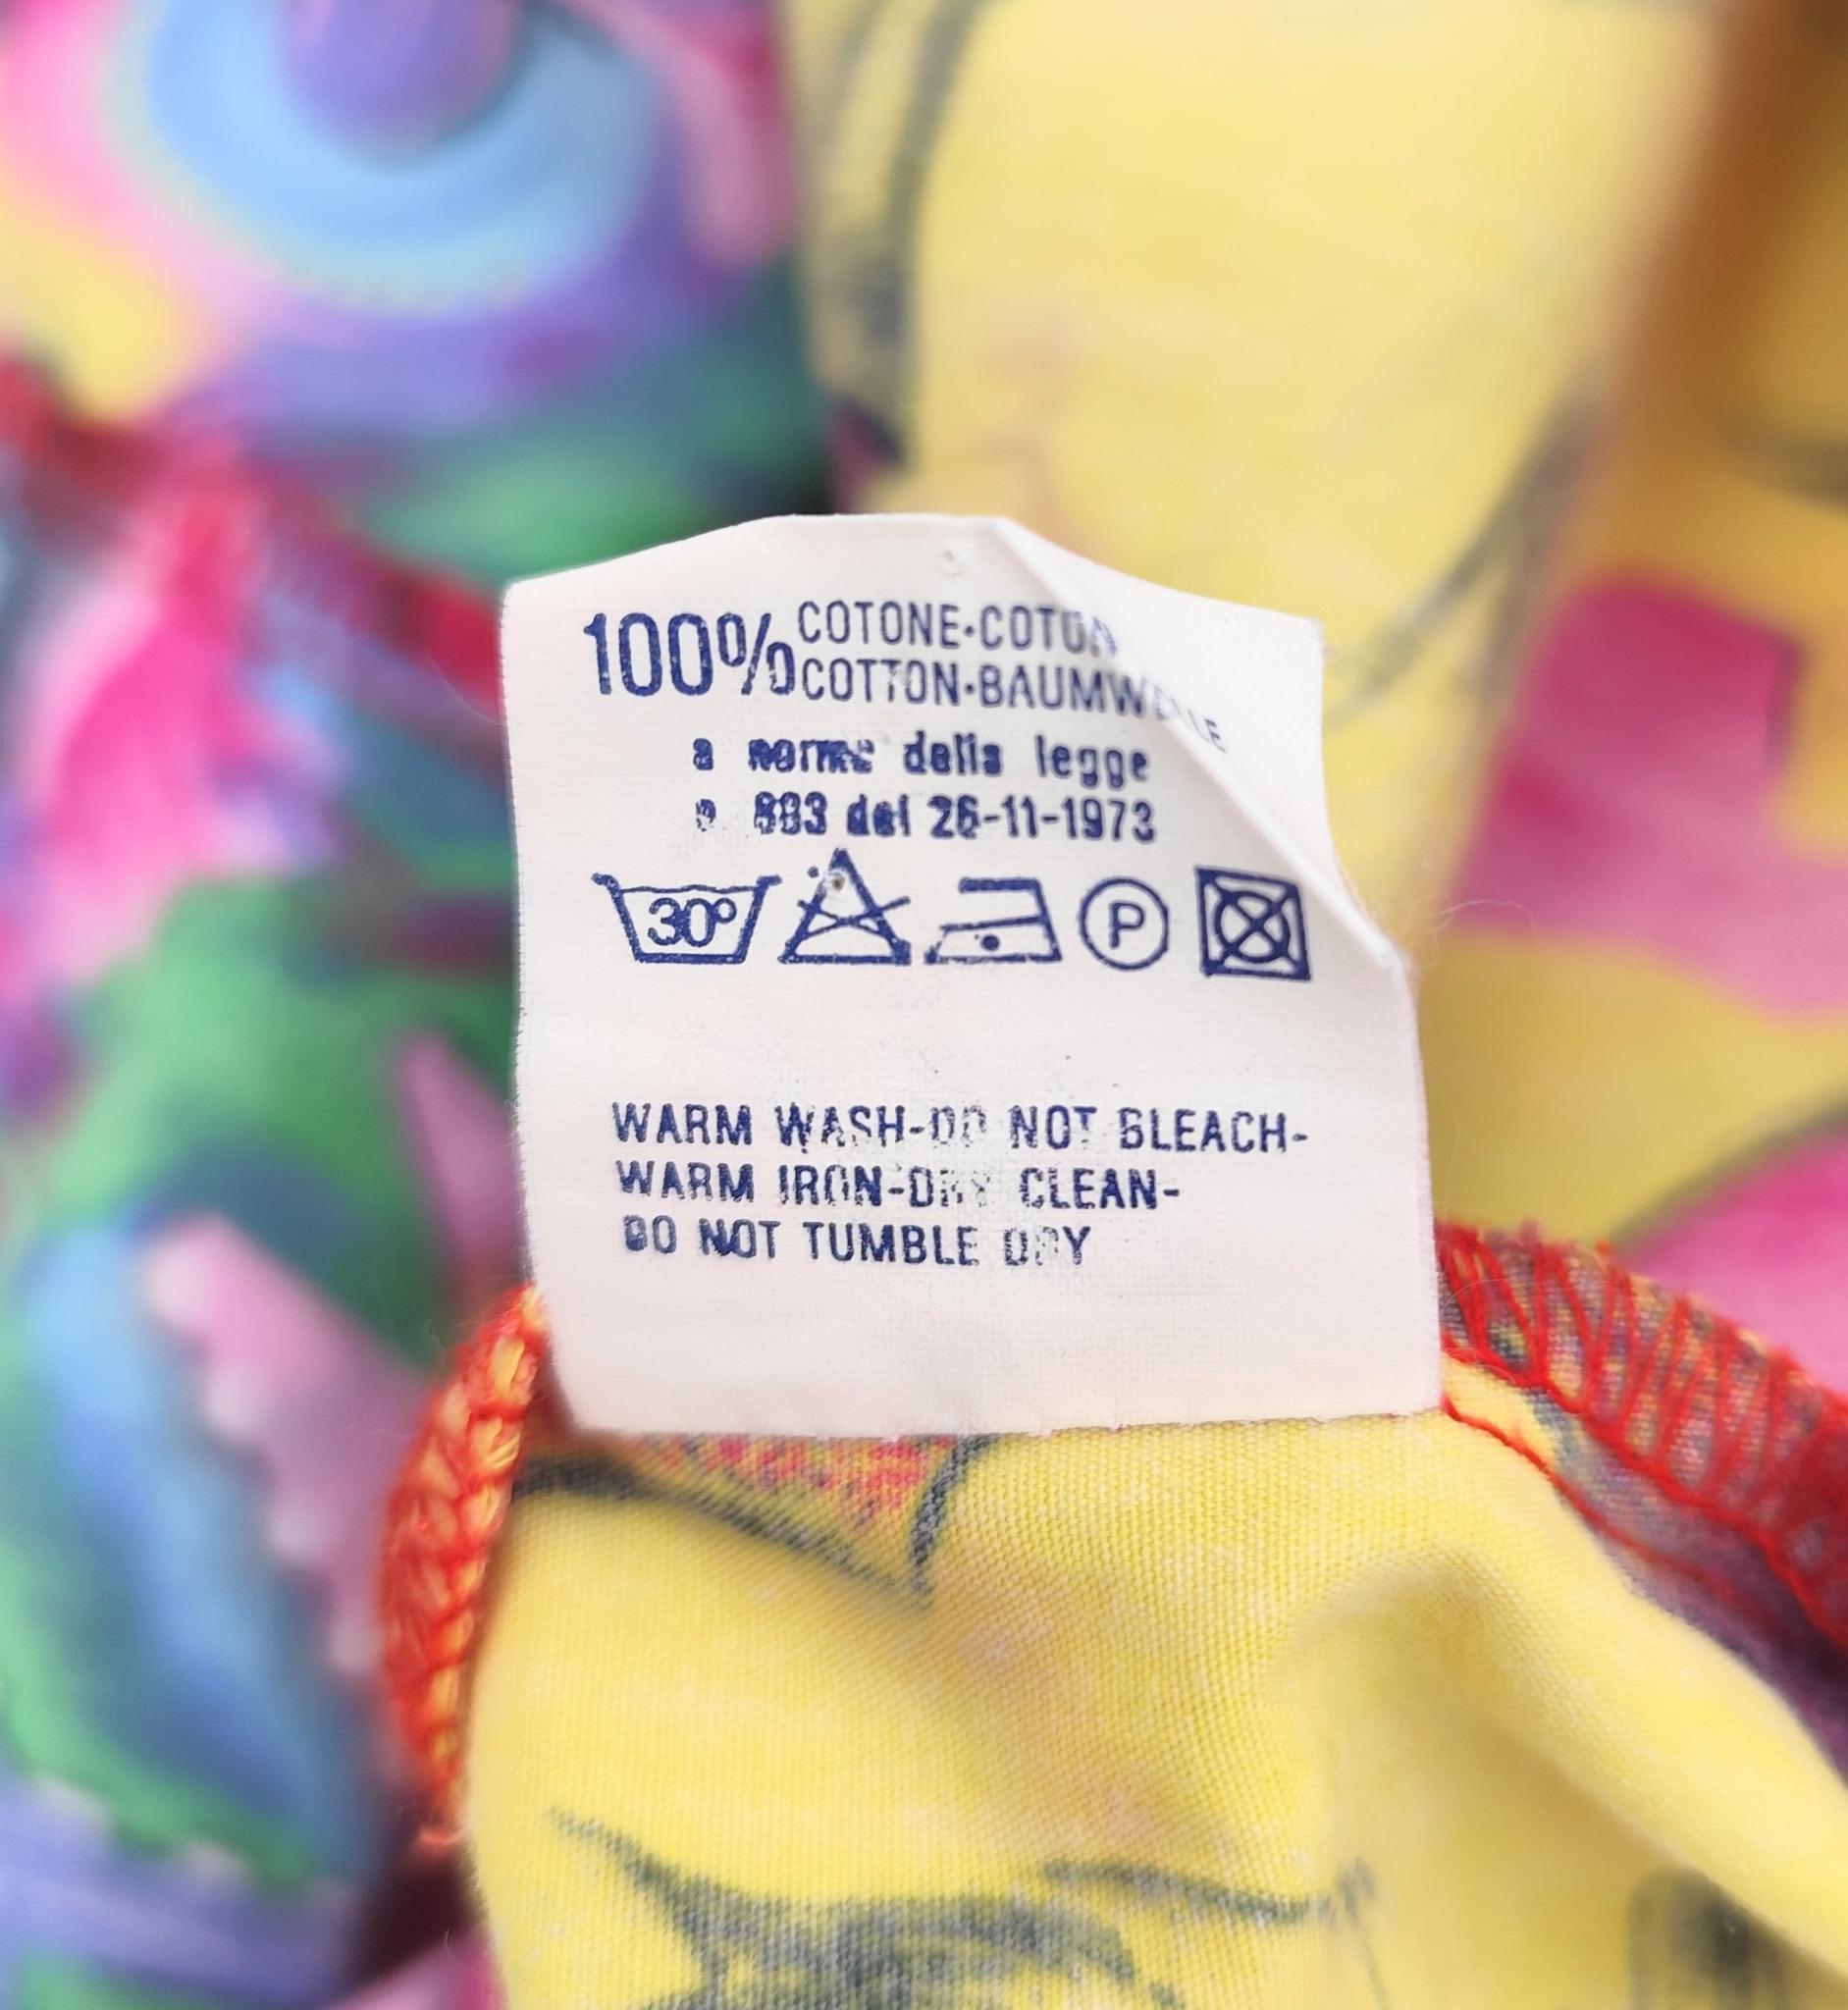 100% COTONE•COTON
COTTON•BAUMWOLLE
a norme della legge
883 del 26-11-1973
30°
P
WARM WASH-DO NOT BLEACH-
WARM IRON-DRY CLEAN-
DO NOT TUMBLE DRY